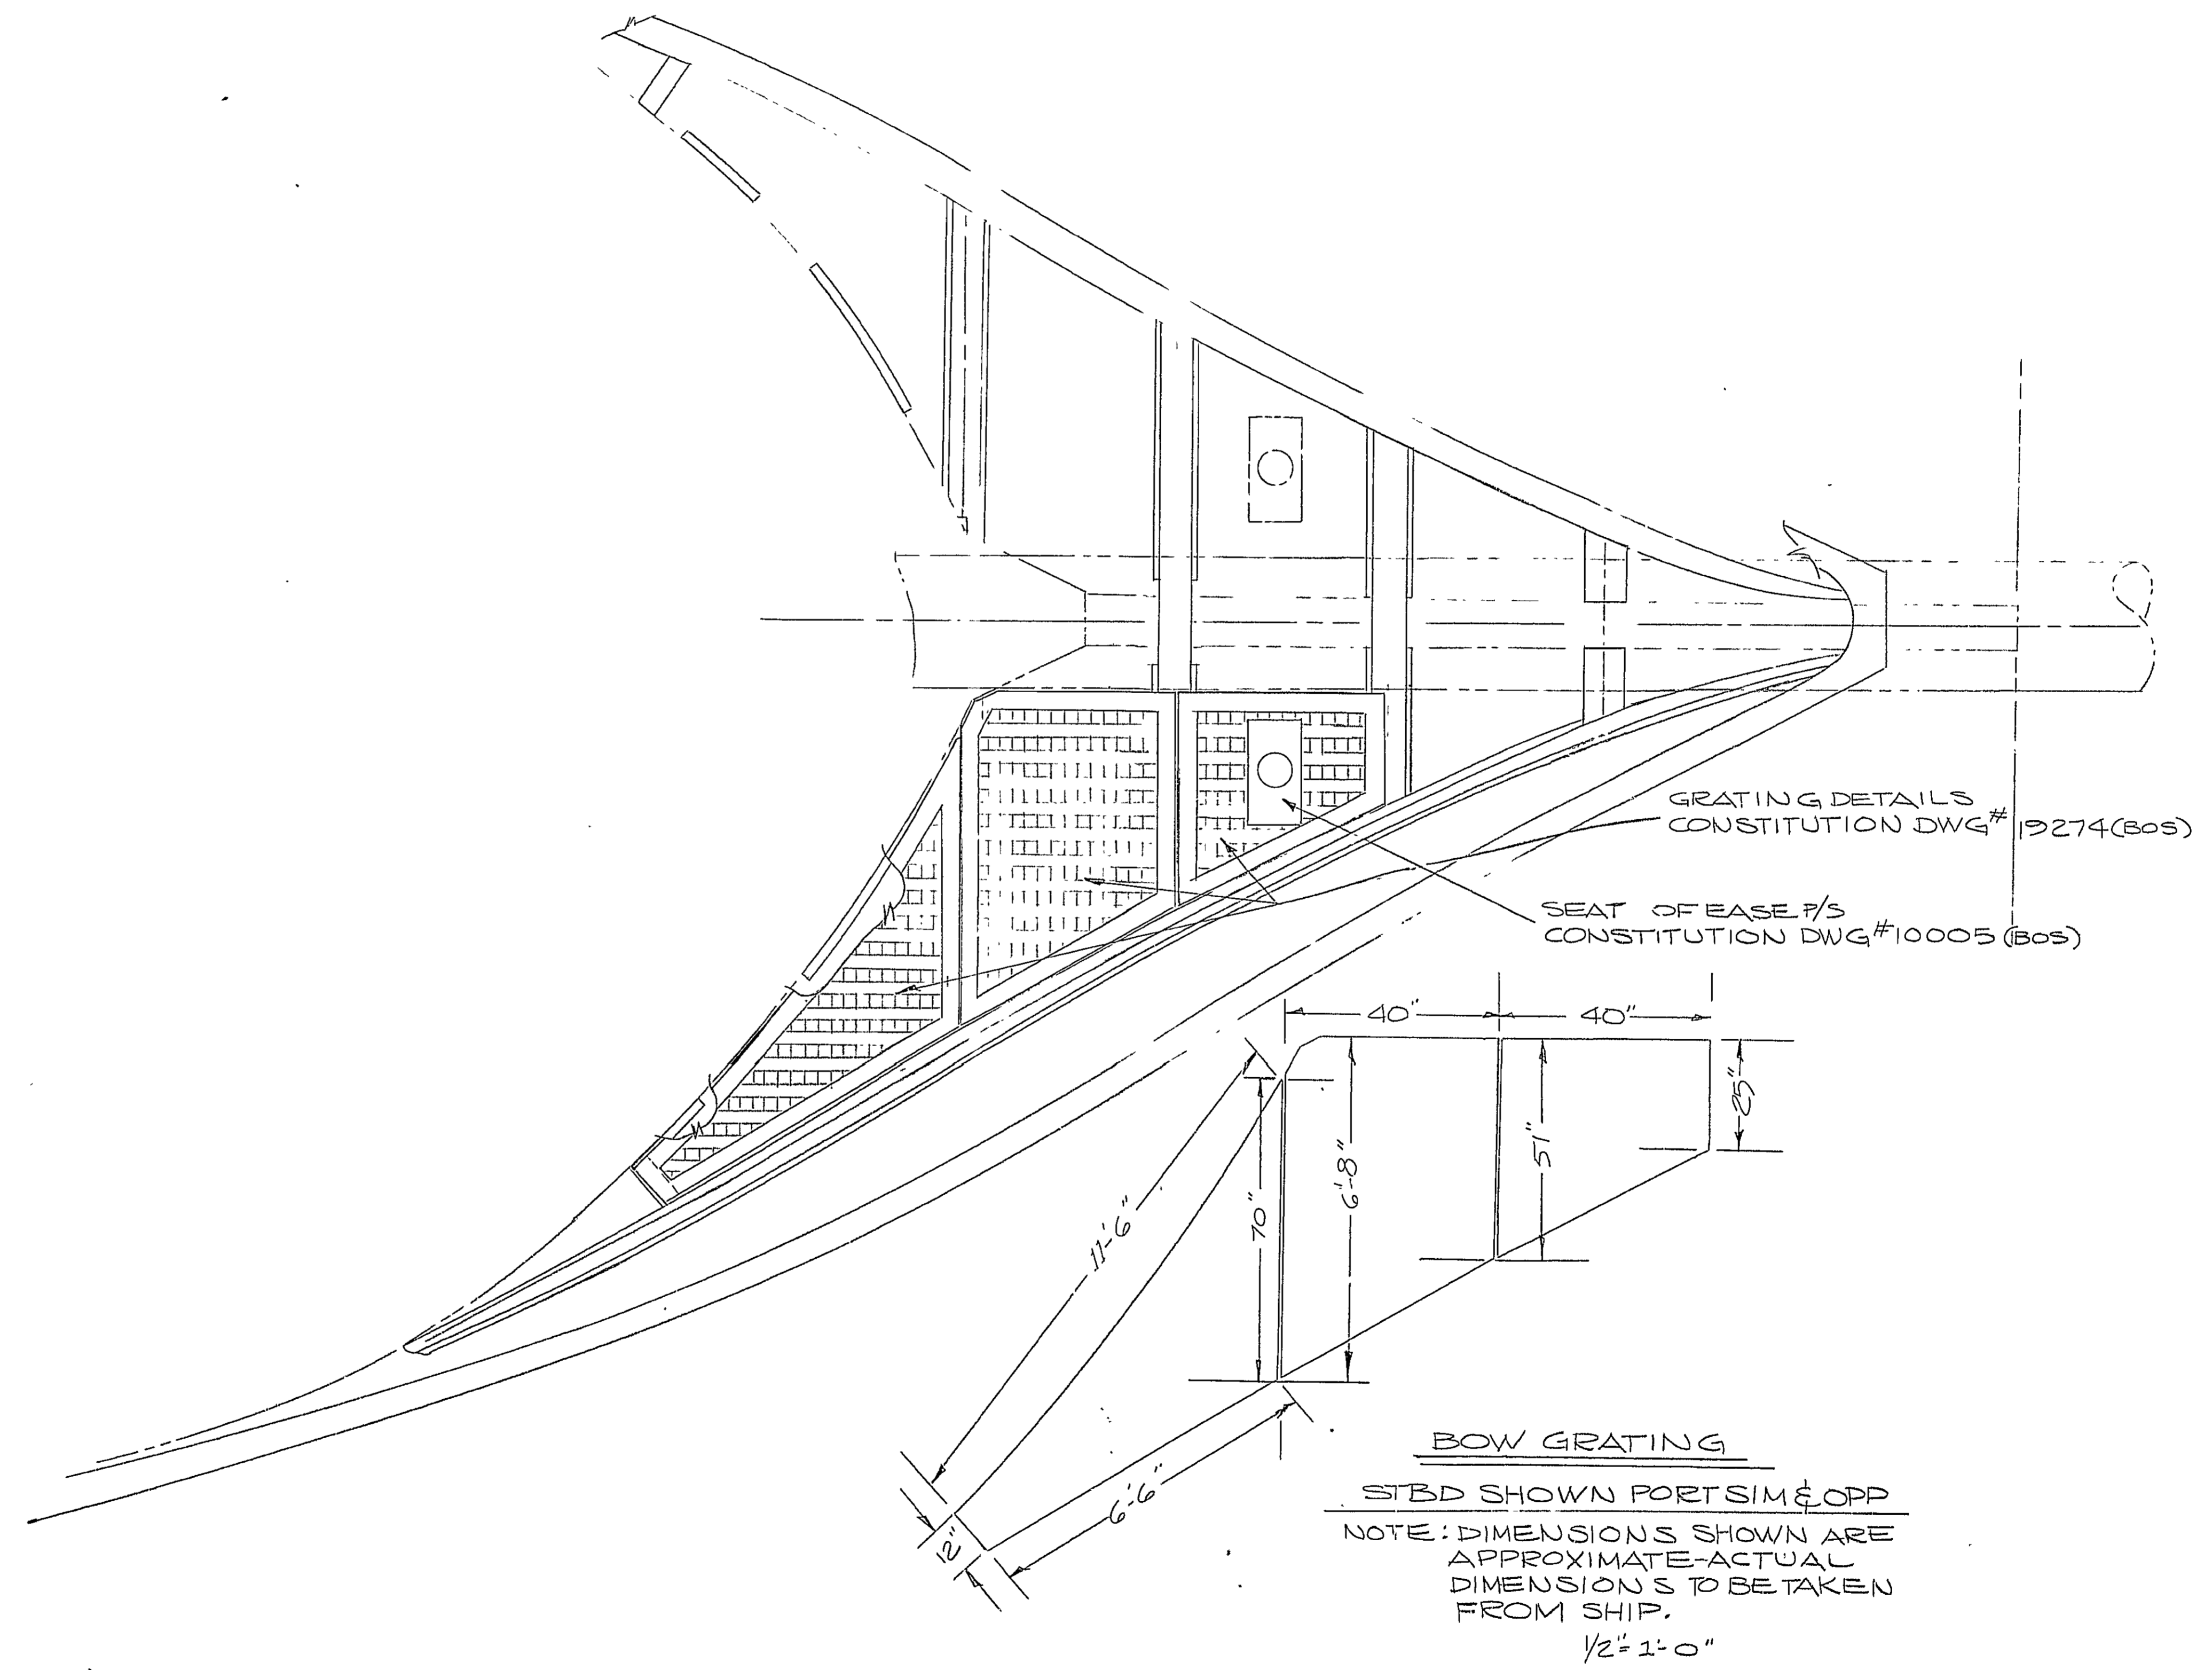 GRATING DETAILS
CONSTITUTION DWG# 19274(BOS)
SEAT OF EASE P/S
CONSTITUTION DWG#10005 (BOS)
40"
40"
25"
51"
6'-8"
70"
11'-6"
6'-6"
12"
BOW GRATING
STBD SHOWN PORT SIM & OPP
NOTE: DIMENSIONS SHOWN ARE
APPROXIMATE-ACTUAL
DIMENSIONS TO BE TAKEN
FROM SHIP.
1/2"=1'-0"